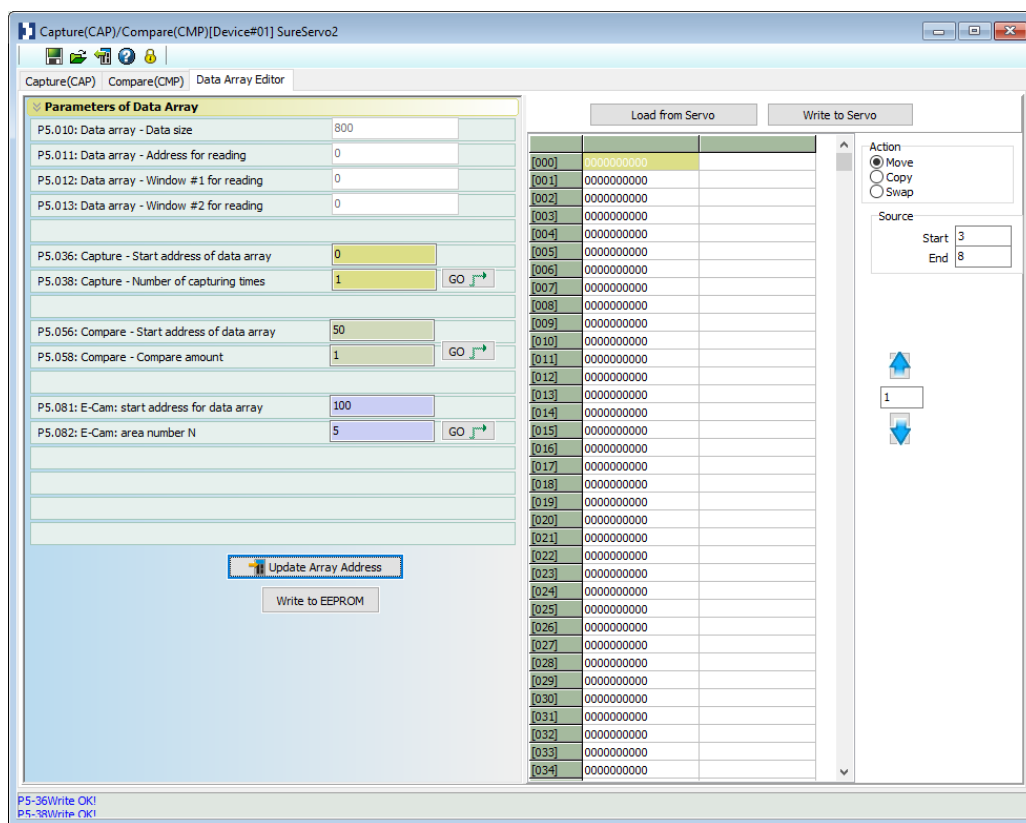 Capture(CAP)/Compare(CMP)[Device#01] SureServo2
Capture(CAP) Compare(CMP) Data Array Editor
Parameters of Data Array
P5.010: Data array - Data size 800
P5.011: Data array - Address for reading 0
P5.012: Data array - Window #1 for reading 0
P5.013: Data array - Window #2 for reading 0
P5.036: Capture - Start address of data array 0
P5.038: Capture - Number of capturing times 1 GO
P5.056: Compare - Start address of data array 50
P5.058: Compare - Compare amount 1 GO
P5.081: E-Cam: start address for data array 100
P5.082: E-Cam: area number N 5 GO
Update Array Address
Write to EEPROM
Load from Servo Write to Servo
[000] 0000000000
[001] 0000000000
[002] 0000000000
[003] 0000000000
[004] 0000000000
[005] 0000000000
[006] 0000000000
[007] 0000000000
[008] 0000000000
[009] 0000000000
[010] 0000000000
[011] 0000000000
[012] 0000000000
[013] 0000000000
[014] 0000000000
[015] 0000000000
[016] 0000000000
[017] 0000000000
[018] 0000000000
[019] 0000000000
[020] 0000000000
[021] 0000000000
[022] 0000000000
[023] 0000000000
[024] 0000000000
[025] 0000000000
[026] 0000000000
[027] 0000000000
[028] 0000000000
[029] 0000000000
[030] 0000000000
[031] 0000000000
[032] 0000000000
[033] 0000000000
[034] 0000000000
Action
Move
Copy
Swap
Source
Start 3
End 8
1
P5-36Write OK!
P5-38Write OK!